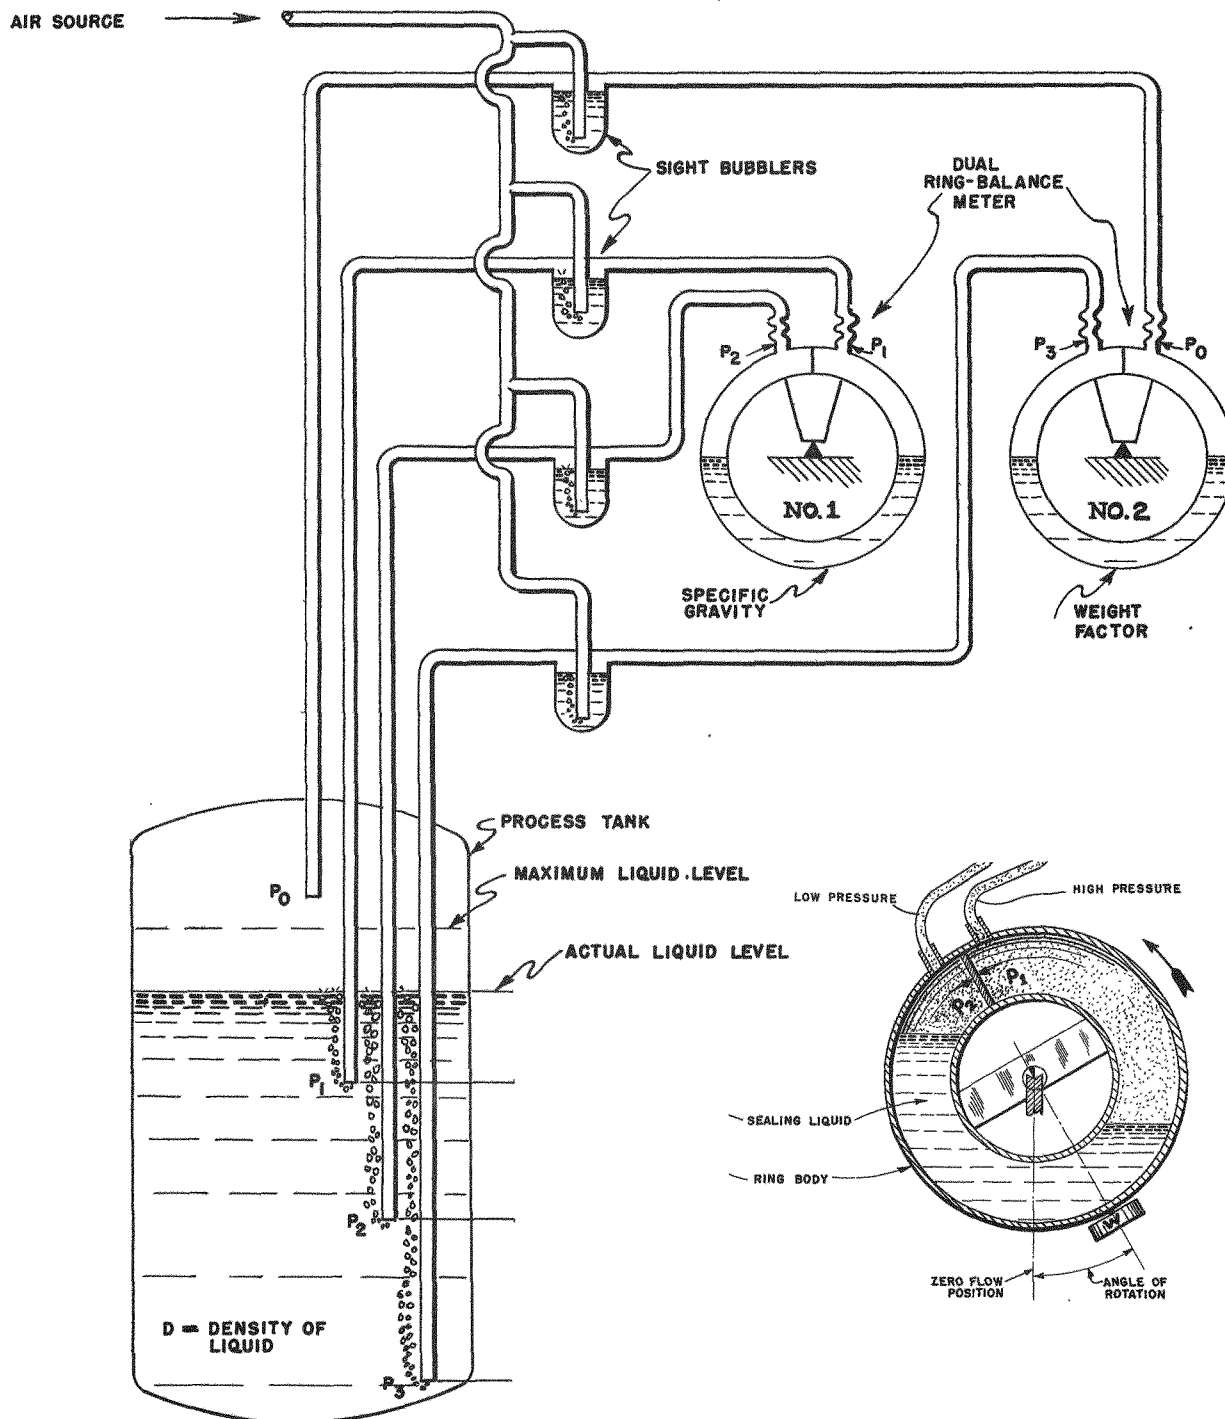 AIR SOURCE
SIGHT BUBBLERS
DUAL
RING-BALANCE
METER
P2
P1
P3
P0
NO.1
NO.2
SPECIFIC
GRAVITY
WEIGHT
FACTOR
PROCESS TANK
MAXIMUM LIQUID LEVEL
P0
ACTUAL LIQUID LEVEL
P1
P2
D = DENSITY OF
LIQUID
P3
LOW PRESSURE
HIGH PRESSURE
P1
P2
SEALING LIQUID
RING BODY
W
ZERO FLOW
POSITION
ANGLE OF
ROTATION